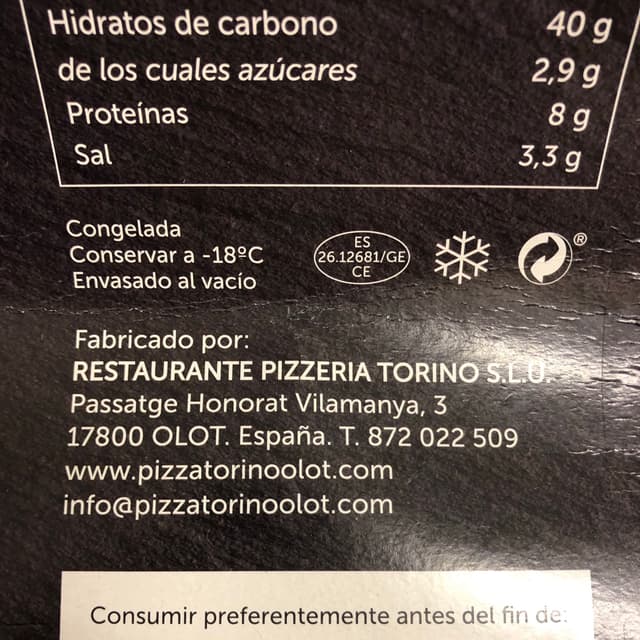 Hidratos de carbono 40 g
de los cuales azúcares 2,9 g
Proteínas 8 g
Sal 3,3 g
Congelada
Conservar a -18ºC
Envasado al vacío
ES
26.12681/GE
CE
®
Fabricado por:
RESTAURANTE PIZZERIA TORINO S.L.U.
Passatge Honorat Vilamanya, 3
17800 OLOT. España. T. 872 022 509
www.pizzatorinoolot.com
info@pizzatorinoolot.com
Consumir preferentemente antes del fin de: